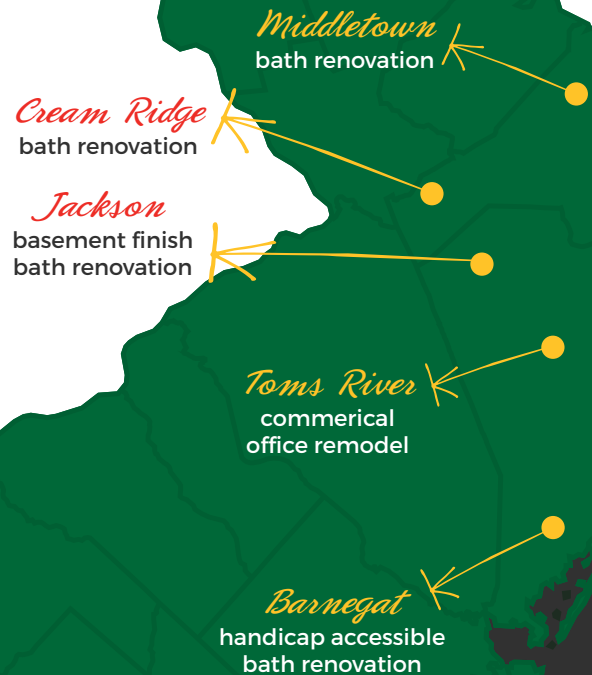 Middletown
bath renovation
Cream Ridge
bath renovation
Jackson
basement finish
bath renovation
Toms River
commerical
office remodel
Barnegat
handicap accessible
bath renovation